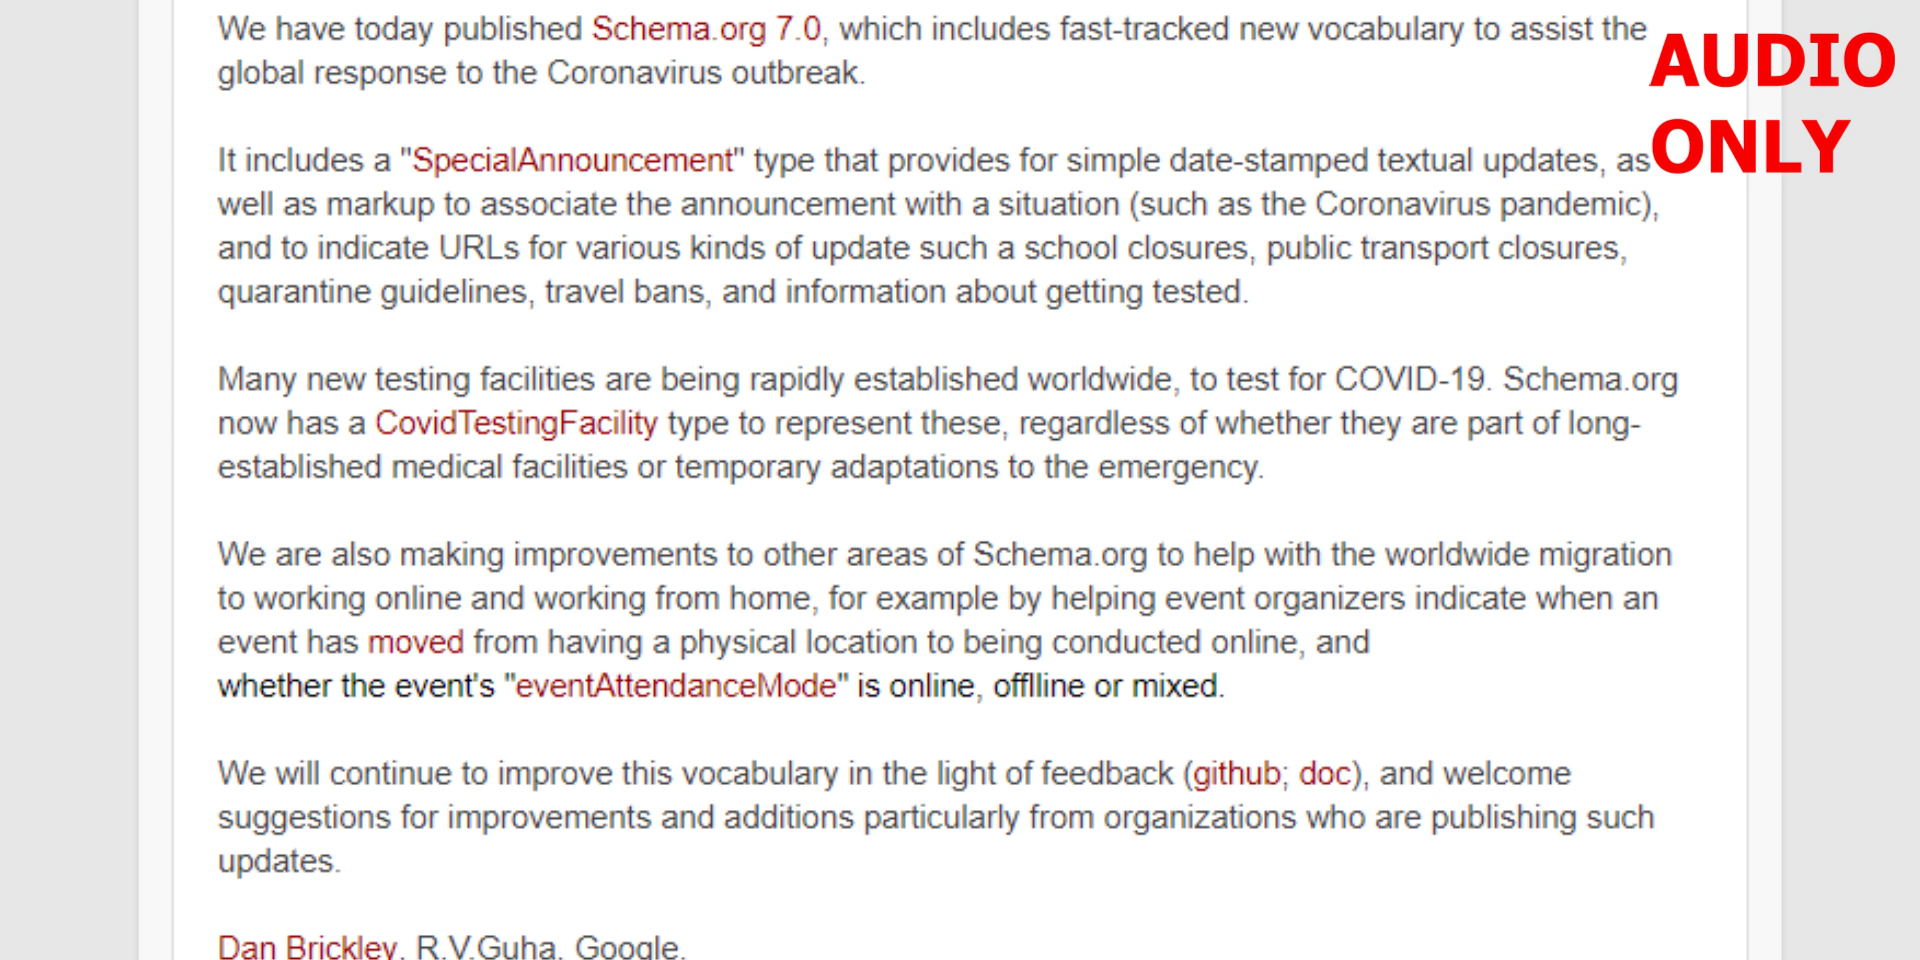 We have today published Schema.org 7.0, which includes fast-tracked new vocabulary to assist the
global response to the Coronavirus outbreak.
AUDIO
ONLY
It includes a "SpecialAnnouncement" type that provides for simple date-stamped textual updates, as
well as markup to associate the announcement with a situation (such as the Coronavirus pandemic),
and to indicate URLs for various kinds of update such a school closures, public transport closures,
quarantine guidelines, travel bans, and information about getting tested.
Many new testing facilities are being rapidly established worldwide, to test for COVID-19. Schema.org
now has a CovidTestingFacility type to represent these, regardless of whether they are part of long-
established medical facilities or temporary adaptations to the emergency.
We are also making improvements to other areas of Schema.org to help with the worldwide migration
to working online and working from home, for example by helping event organizers indicate when an
event has moved from having a physical location to being conducted online, and
whether the event's "eventAttendanceMode" is online, offlline or mixed.
We will continue to improve this vocabulary in the light of feedback (github; doc), and welcome
suggestions for improvements and additions particularly from organizations who are publishing such
updates.
Dan Brickley, R.V.Guha, Google.